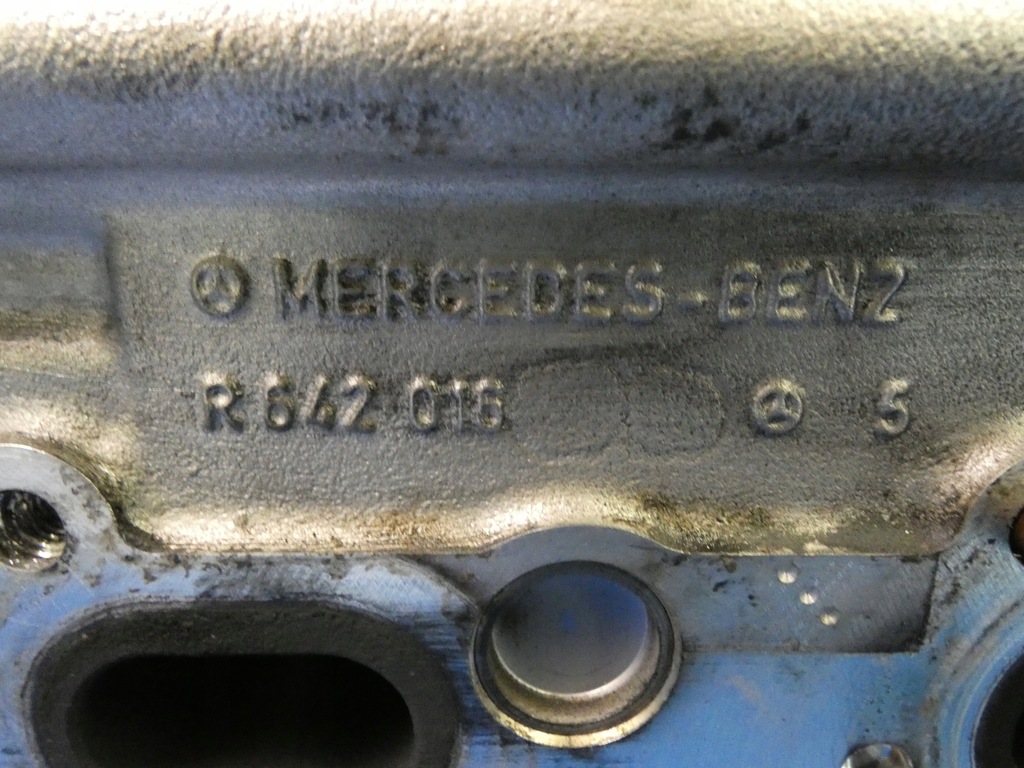 MERCEDES-BENZ
R 642 016 5